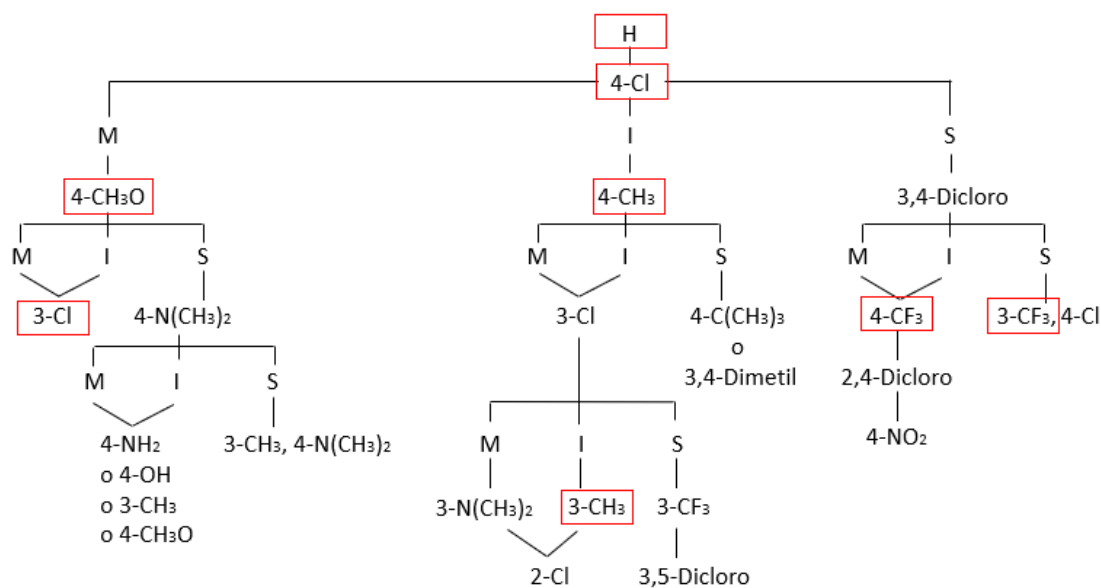 H
4-Cl
M I S
4-CH₃O 4-CH₃ 3,4-Dicloro
M I S M I S M I S
3-Cl 4-N(CH₃)₂ 3-Cl 4-C(CH₃)₃ 4-CF₃ 3-CF₃, 4-Cl
o
3,4-Dimetil 2,4-Dicloro
M I S
4-NH₂ 3-CH₃, 4-N(CH₃)₂ M I S 4-NO₂
o 4-OH
o 3-CH₃ 3-N(CH₃)₂ 3-CH₃ 3-CF₃
o 4-CH₃O
2-Cl 3,5-Dicloro